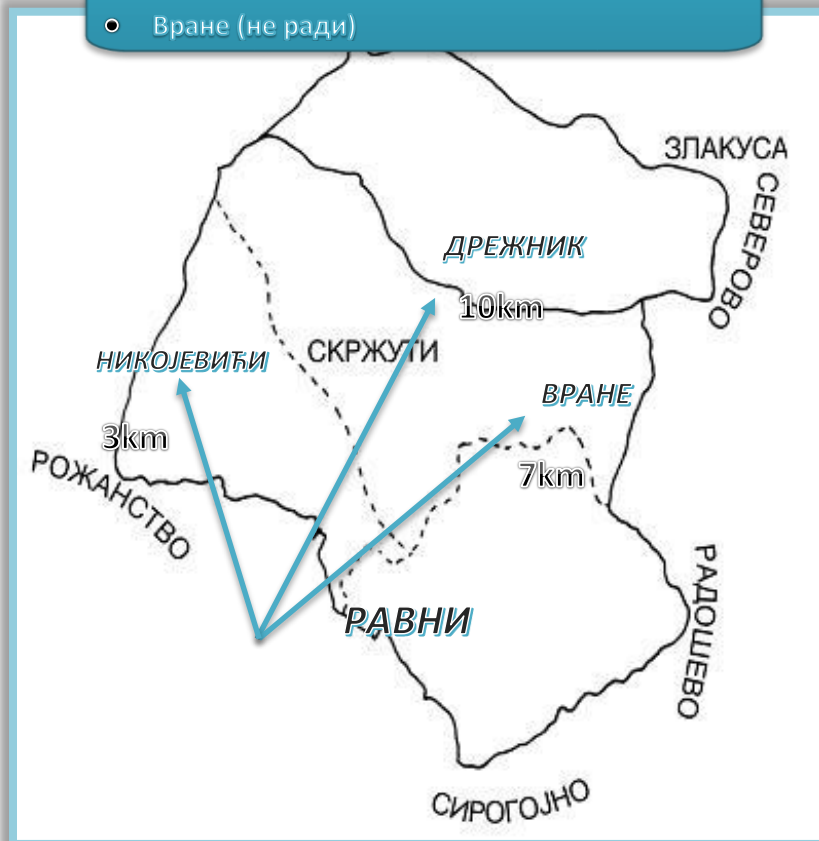 • Вране (не ради)
ЗЛАКУСА
СЕВЕРОВО
ДРЕЖНИК
10km
СКРЖУТИ
НИКОЈЕВИЋИ
ВРАНЕ
3km
РОЖАНСТВО
7km
РАДОШЕВО
РАВНИ
СИРОГОЈНО